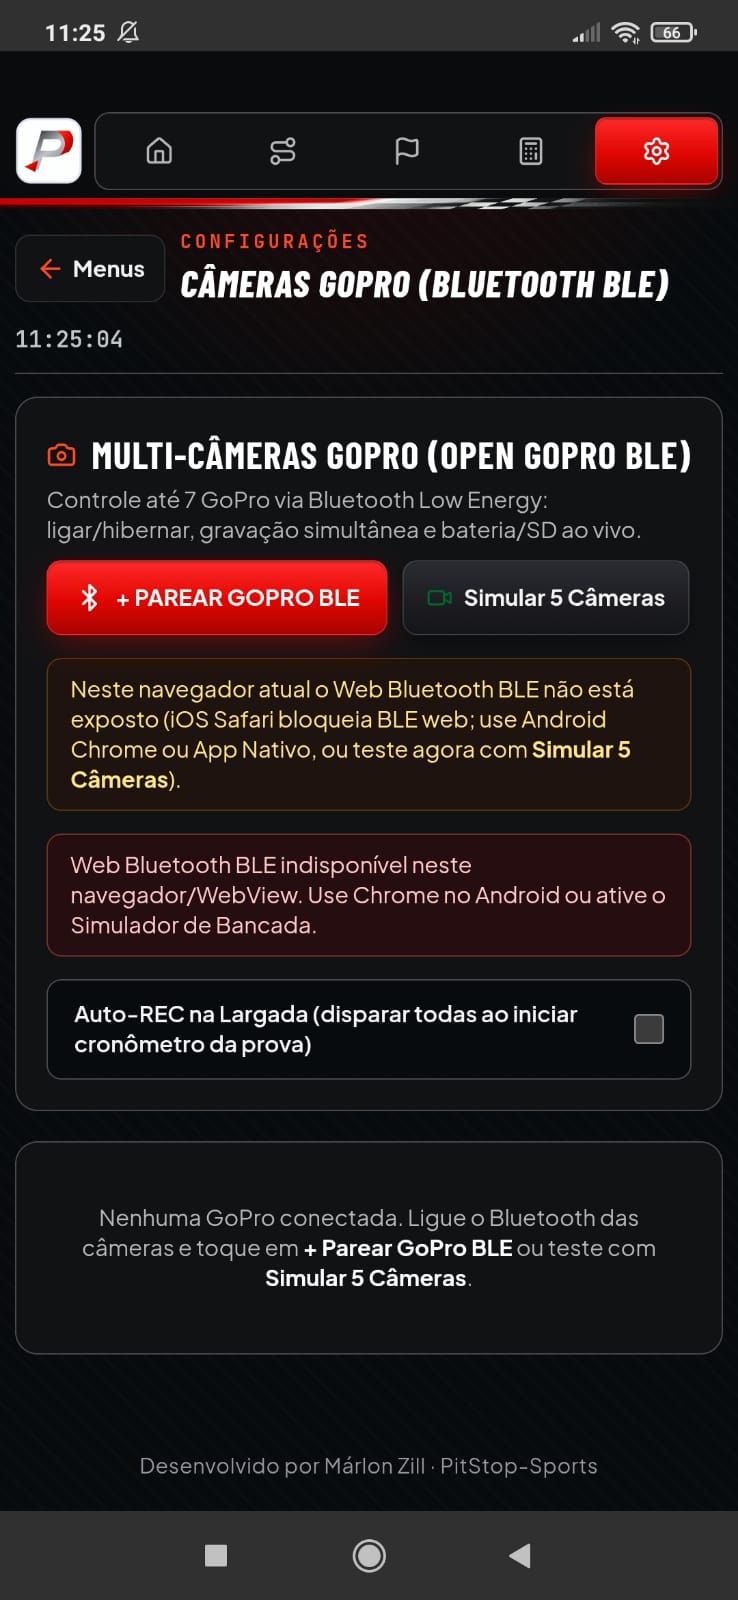 11:25
66
CONFIGURAÇÕES
Menus
CÂMERAS GOPRO (BLUETOOTH BLE)
11:25:04
MULTI-CÂMERAS GOPRO (OPEN GOPRO BLE)
Controle até 7 GoPro via Bluetooth Low Energy:
ligar/hibernar, gravação simultânea e bateria/SD ao vivo.
+ PAREAR GOPRO BLE
Simular 5 Câmeras
Neste navegador atual o Web Bluetooth BLE não está
exposto (iOS Safari bloqueia BLE web; use Android
Chrome ou App Nativo, ou teste agora com Simular 5
Câmeras).
Web Bluetooth BLE indisponível neste
navegador/WebView. Use Chrome no Android ou ative o
Simulador de Bancada.
Auto-REC na Largada (disparar todas ao iniciar
cronômetro da prova)
Nenhuma GoPro conectada. Ligue o Bluetooth das
câmeras e toque em + Parear GoPro BLE ou teste com
Simular 5 Câmeras.
Desenvolvido por Márlon Zill · PitStop-Sports